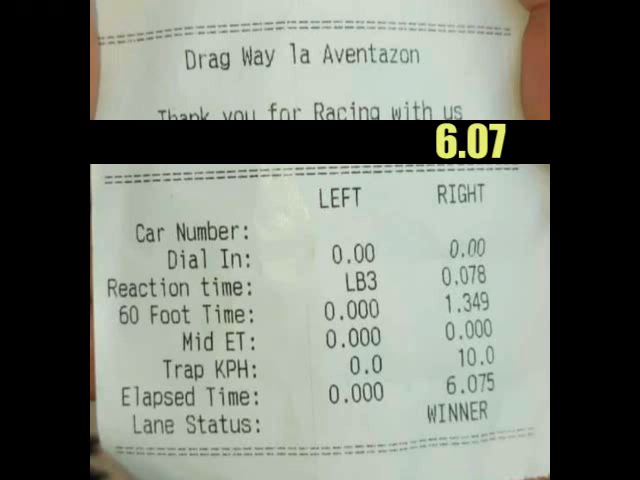 Drag Way la Aventazon
Thank you for Racing with us
6.07
LEFT RIGHT
Car Number:
Dial In: 0.00 0.00
Reaction time: LB3 0.078
60 Foot Time: 0.000 1.349
Mid ET: 0.000 0.000
Trap KPH: 0.0 10.0
Elapsed Time: 0.000 6.075
Lane Status: WINNER